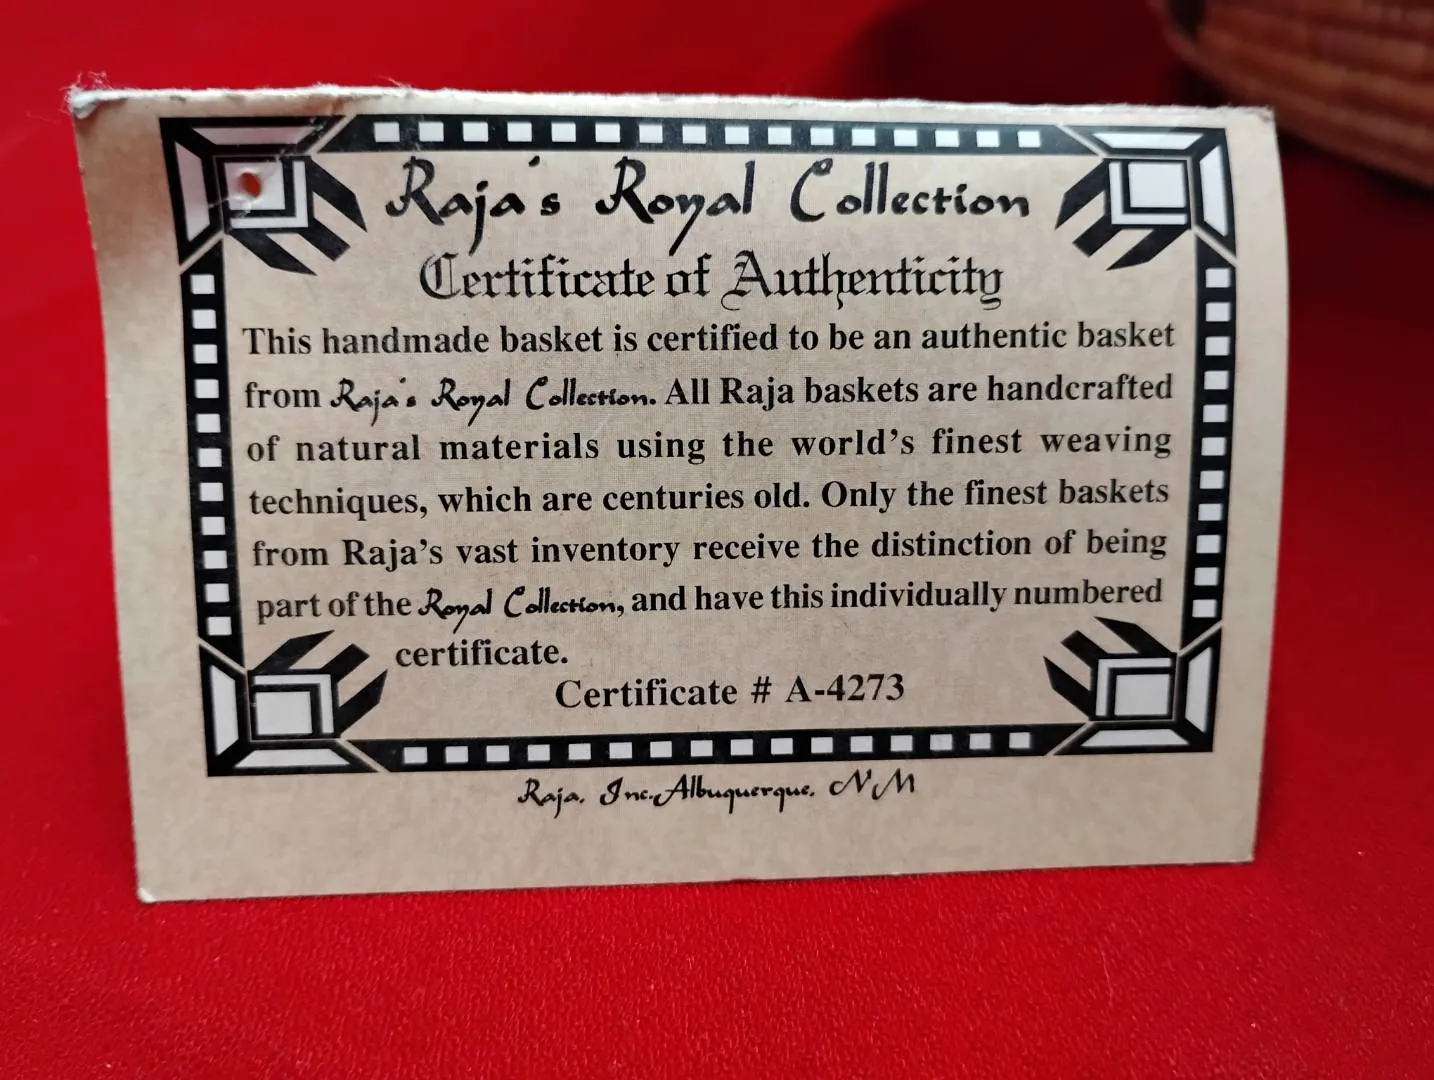 Raja's Royal Collection
Certificate of Authenticity
This handmade basket is certified to be an authentic basket
from Raja's Royal Collection. All Raja baskets are handcrafted
of natural materials using the world's finest weaving
techniques, which are centuries old. Only the finest baskets
from Raja's vast inventory receive the distinction of being
part of the Royal Collection, and have this individually numbered
certificate.
Certificate # A-4273
Raja, Inc. Albuquerque, NM